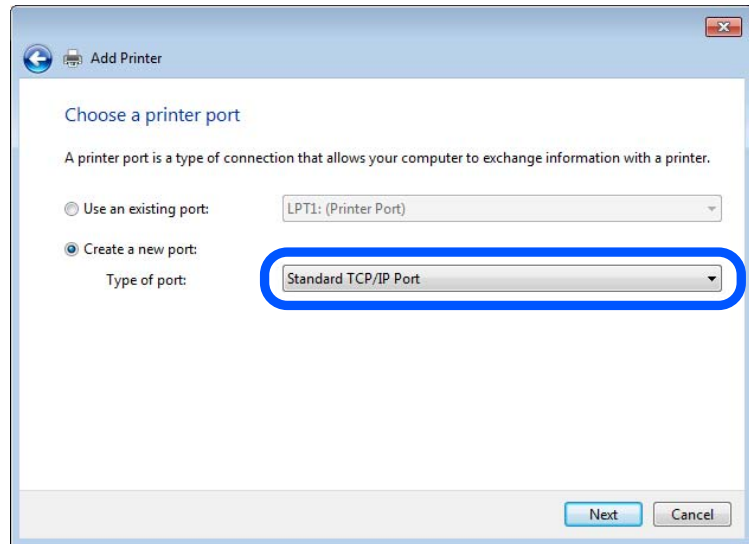 Add Printer
Choose a printer port
A printer port is a type of connection that allows your computer to exchange information with a printer.
Use an existing port: LPT1: (Printer Port)
Create a new port:
Type of port: Standard TCP/IP Port
Next Cancel